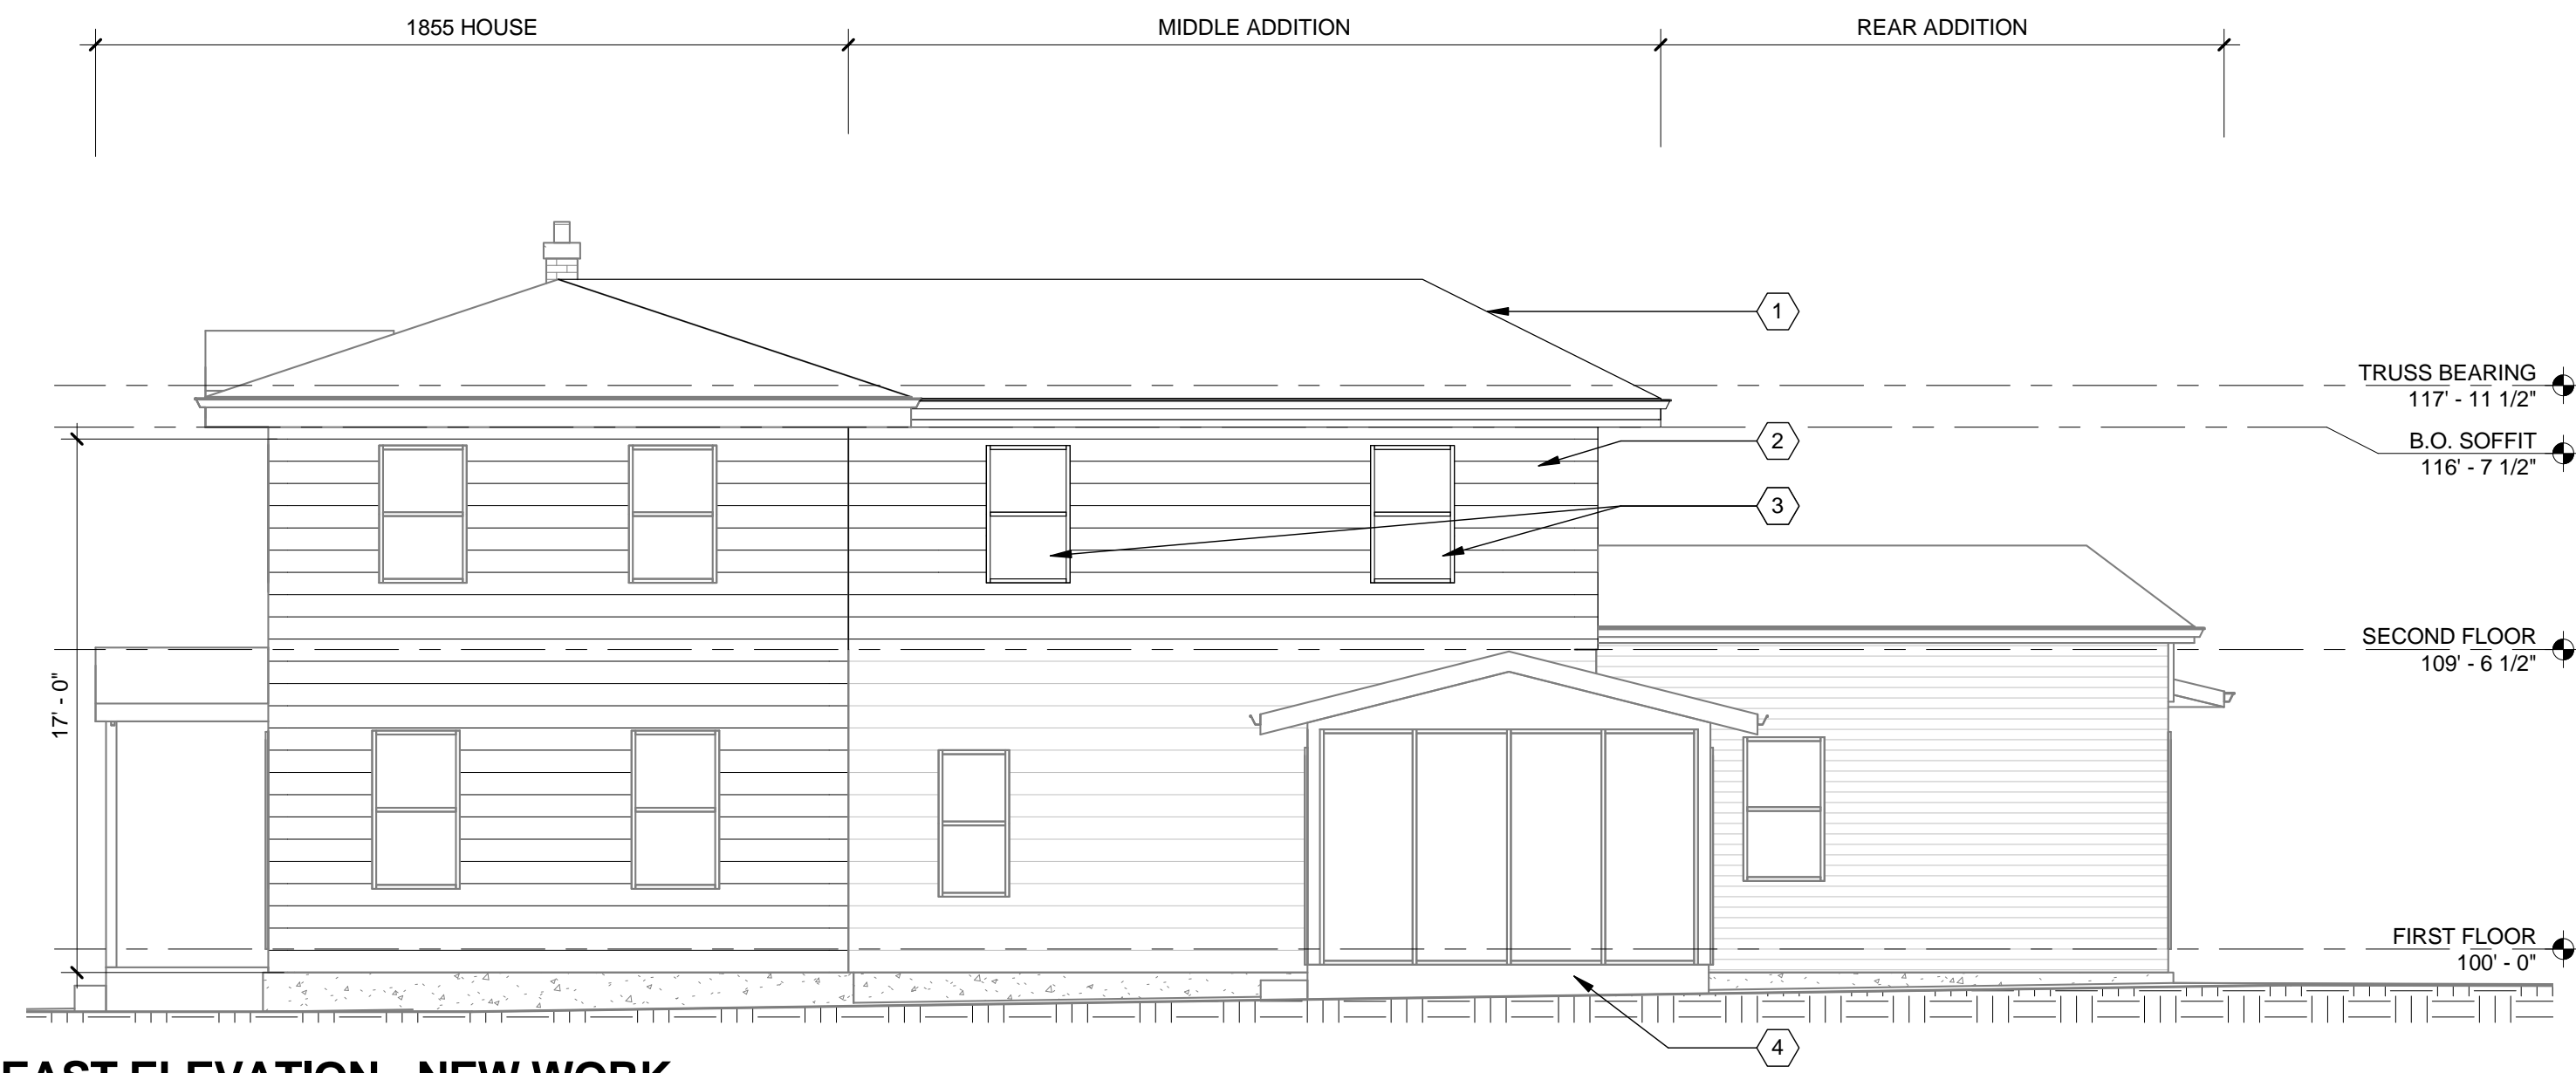 1855 HOUSE
MIDDLE ADDITION
REAR ADDITION
1
TRUSS BEARING
117' - 11 1/2"
2
B.O. SOFFIT
116' - 7 1/2"
3
SECOND FLOOR
109' - 6 1/2"
17' - 0"
FIRST FLOOR
100' - 0"
4
EAST ELEVATION - NEW WORK